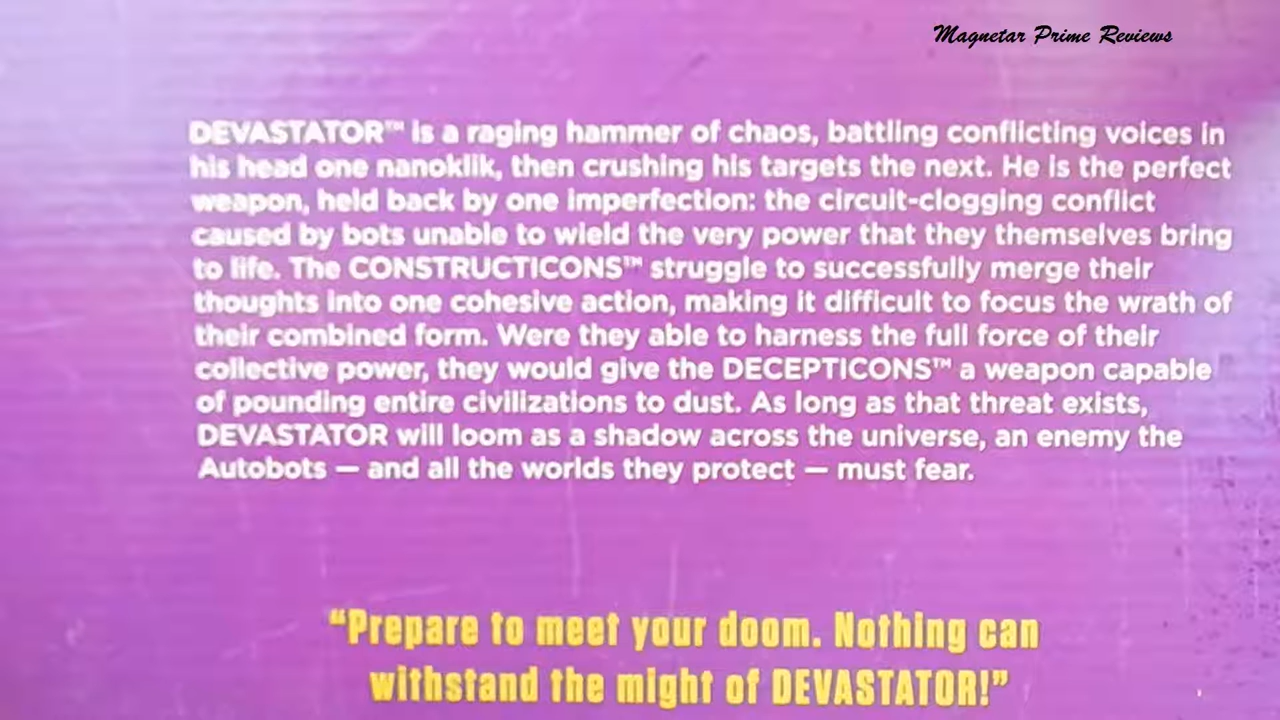 Magnetar Prime Reviews
DEVASTATOR™ is a raging hammer of chaos, battling conflicting voices in
his head one nanoklik, then crushing his targets the next. He is the perfect
weapon, held back by one imperfection: the circuit-clogging conflict
caused by bots unable to wield the very power that they themselves bring
to life. The CONSTRUCTICONS™ struggle to successfully merge their
thoughts into one cohesive action, making it difficult to focus the wrath of
their combined form. Were they able to harness the full force of their
collective power, they would give the DECEPTICONS™ a weapon capable
of pounding entire civilizations to dust. As long as that threat exists,
DEVASTATOR will loom as a shadow across the universe, an enemy the
Autobots — and all the worlds they protect — must fear.
“Prepare to meet your doom. Nothing can
withstand the might of DEVASTATOR!”